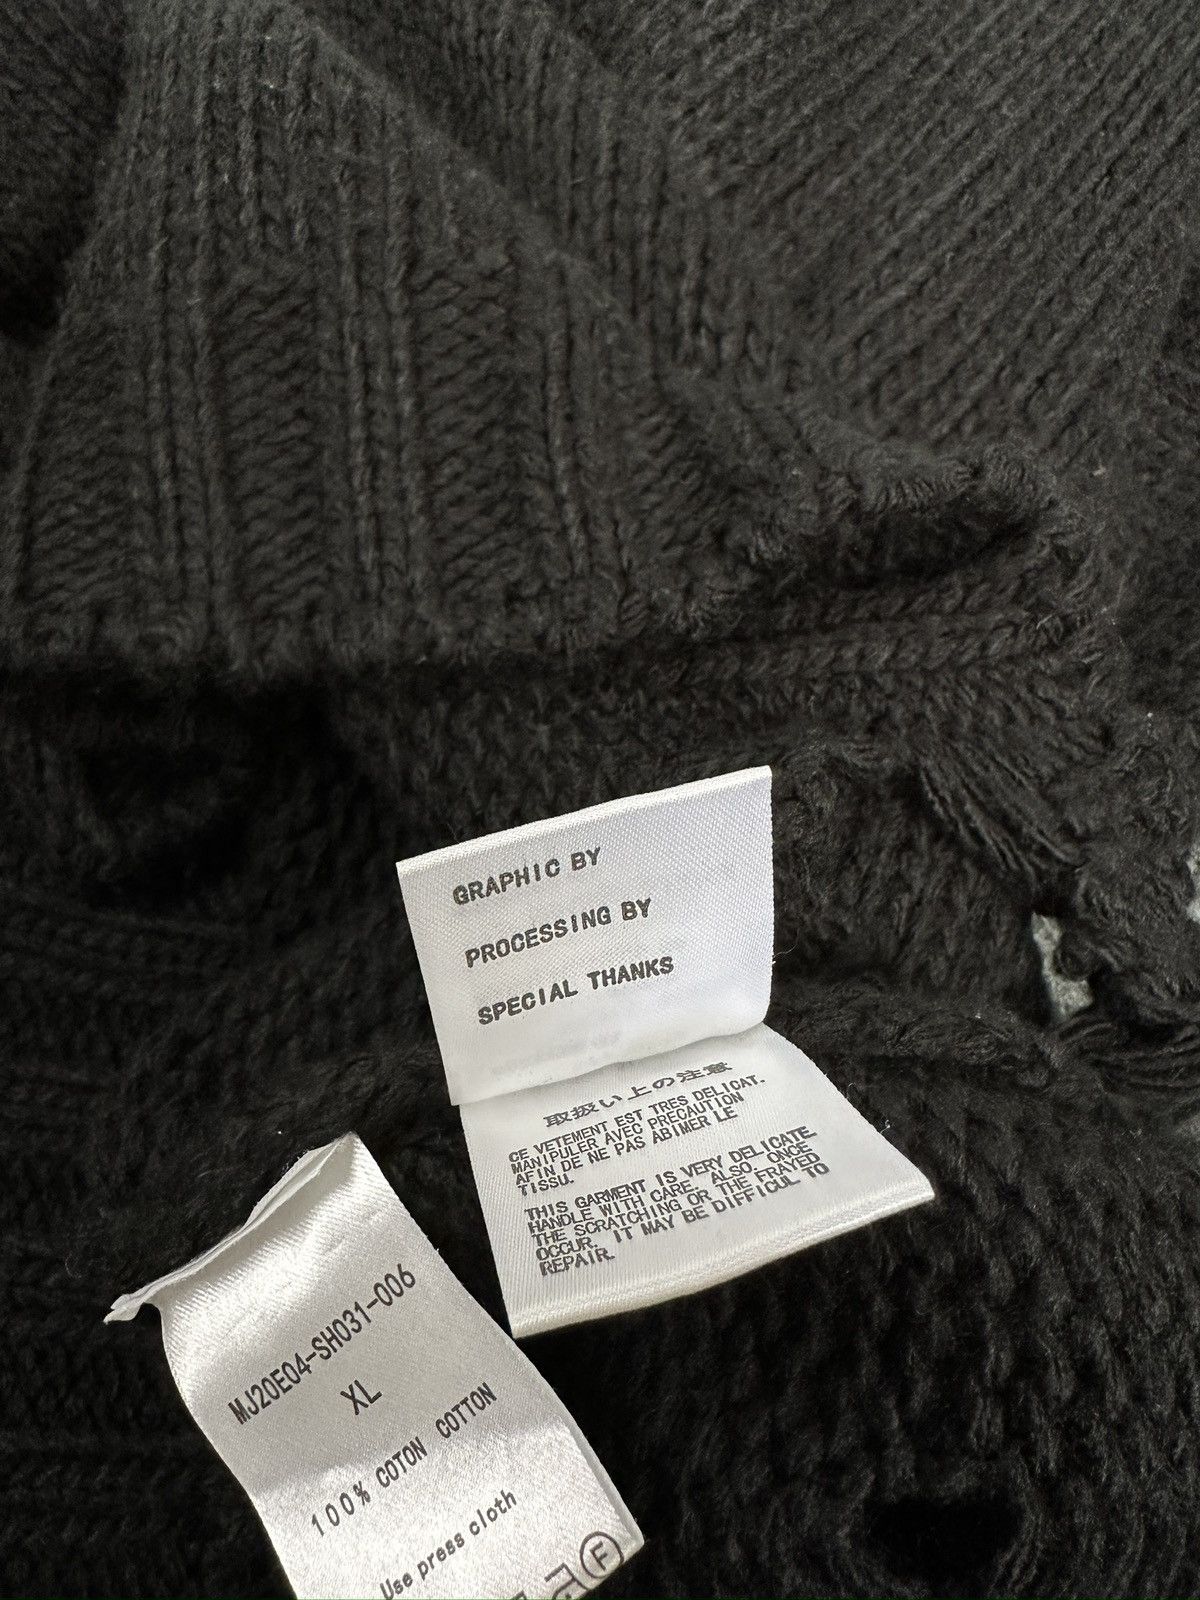 GRAPHIC BY
PROCESSING BY
SPECIAL THANKS
取扱い上の注意
CE VETEMENT EST TRES DELICAT.
MANIPULER AVEC PRECAUTION
AFIN DE NE PAS ABIMER LE
TISSU.
THIS GARMENT IS VERY DELICATE.
HANDLE WITH CARE. ALSO, ONCE
THE SCRATCHING OR THE FRAYED
OCCUR, IT MAY BE DIFFICUL TO
REPAIR.
MJ20E04-SH031-006
XL
100% COTON COTTON
Use press cloth
F